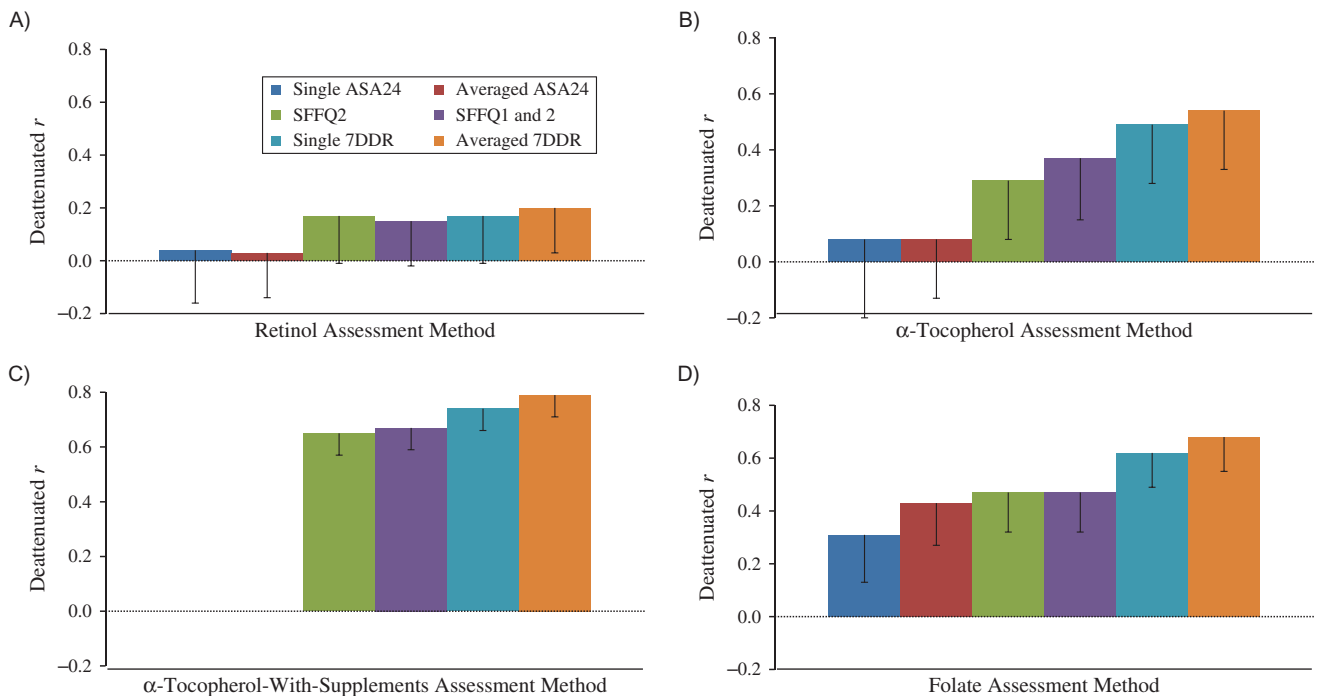 A)
0.8
0.6
0.4
0.2
0.0
−0.2
Deattenuated r
Single ASA24
Averaged ASA24
SFFQ2
SFFQ1 and 2
Single 7DDR
Averaged 7DDR
Retinol Assessment Method
B)
0.8
0.6
0.4
0.2
0.0
−0.2
Deattenuated r
α-Tocopherol Assessment Method
C)
0.8
0.6
0.4
0.2
0.0
−0.2
Deattenuated r
α-Tocopherol-With-Supplements Assessment Method
D)
0.8
0.6
0.4
0.2
0.0
−0.2
Deattenuated r
Folate Assessment Method